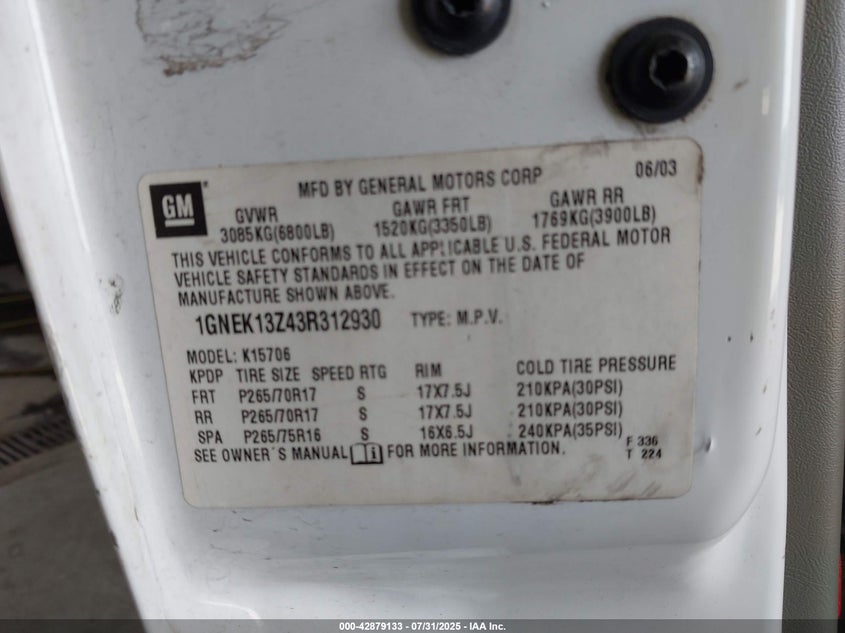 GM
MFD BY GENERAL MOTORS CORP 06/03
GVWR GAWR FRT GAWR RR
3085KG(6800LB) 1520KG(3350LB) 1769KG(3900LB)
THIS VEHICLE CONFORMS TO ALL APPLICABLE U.S. FEDERAL MOTOR
VEHICLE SAFETY STANDARDS IN EFFECT ON THE DATE OF
MANUFACTURE SHOWN ABOVE.
1GNEK13Z43R312930 TYPE: M.P.V.
MODEL: K15706
KPDP TIRE SIZE SPEED RTG RIM COLD TIRE PRESSURE
FRT P265/70R17 S 17X7.5J 210KPA(30PSI)
RR P265/70R17 S 17X7.5J 210KPA(30PSI)
SPA P265/75R16 S 16X6.5J 240KPA(35PSI)
SEE OWNER'S MANUAL i FOR MORE INFORMATION.
F 336
T 224
000-42879133 - 07/31/2025 - IAA Inc.